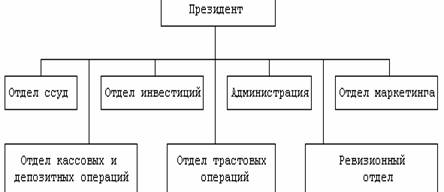 Президент
Отдел ссуд
Отдел инвестиций
Администрация
Отдел маркетинга
Отдел кассовых и
депозитных операций
Отдел трастовых
операций
Ревизионный
отдел